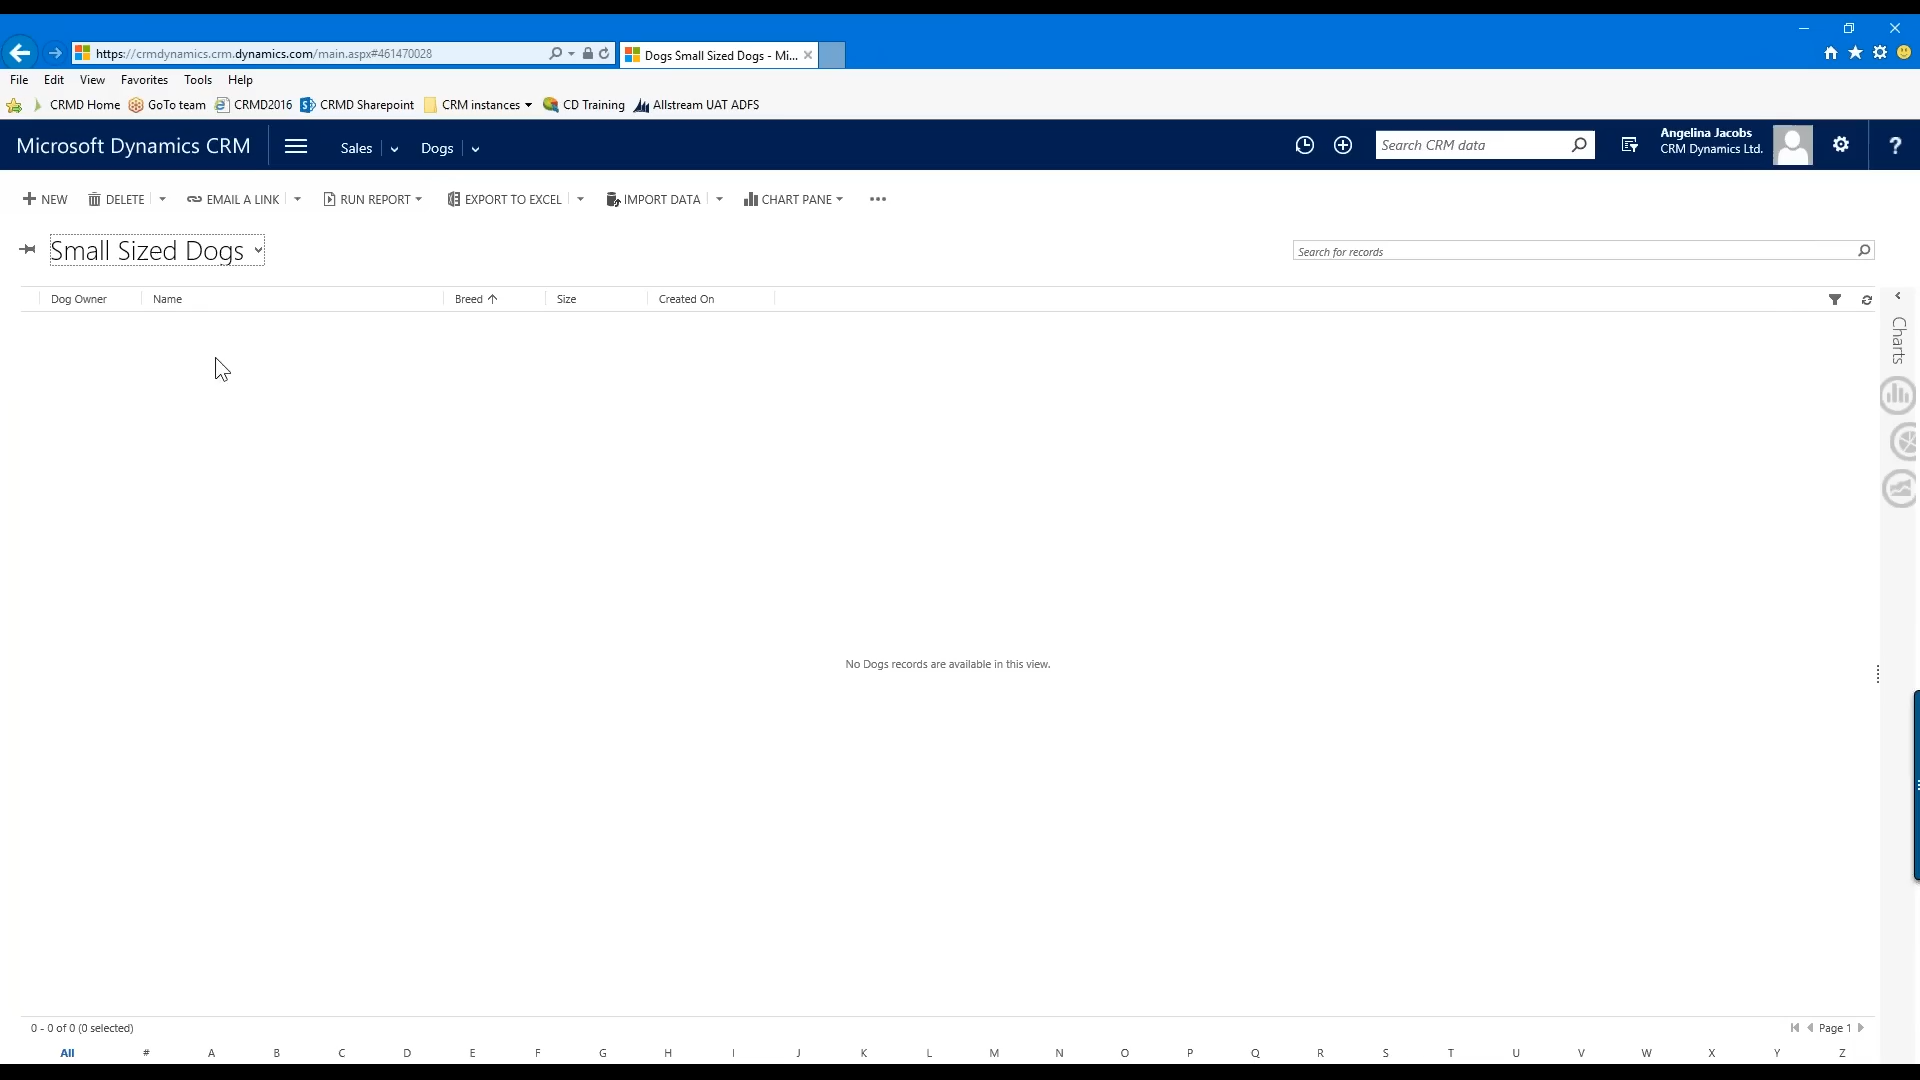 https://crmdynamics.crm.dynamics.com/main.aspx#461470028
Dogs Small Sized Dogs - Mi...
File Edit View Favorites Tools Help
CRMD Home GoTo team CRMD2016 CRMD Sharepoint CRM instances CD Training Allstream UAT ADFS
Microsoft Dynamics CRM Sales Dogs Search CRM data Angelina Jacobs
CRM Dynamics Ltd. ?
NEW DELETE EMAIL A LINK RUN REPORT EXPORT TO EXCEL IMPORT DATA CHART PANE ...
Small Sized Dogs Search for records
Dog Owner Name Breed Size Created On
Charts
No Dogs records are available in this view.
0 - 0 of 0 (0 selected) Page 1
All # A B C D E F G H I J K L M N O P Q R S T U V W X Y Z